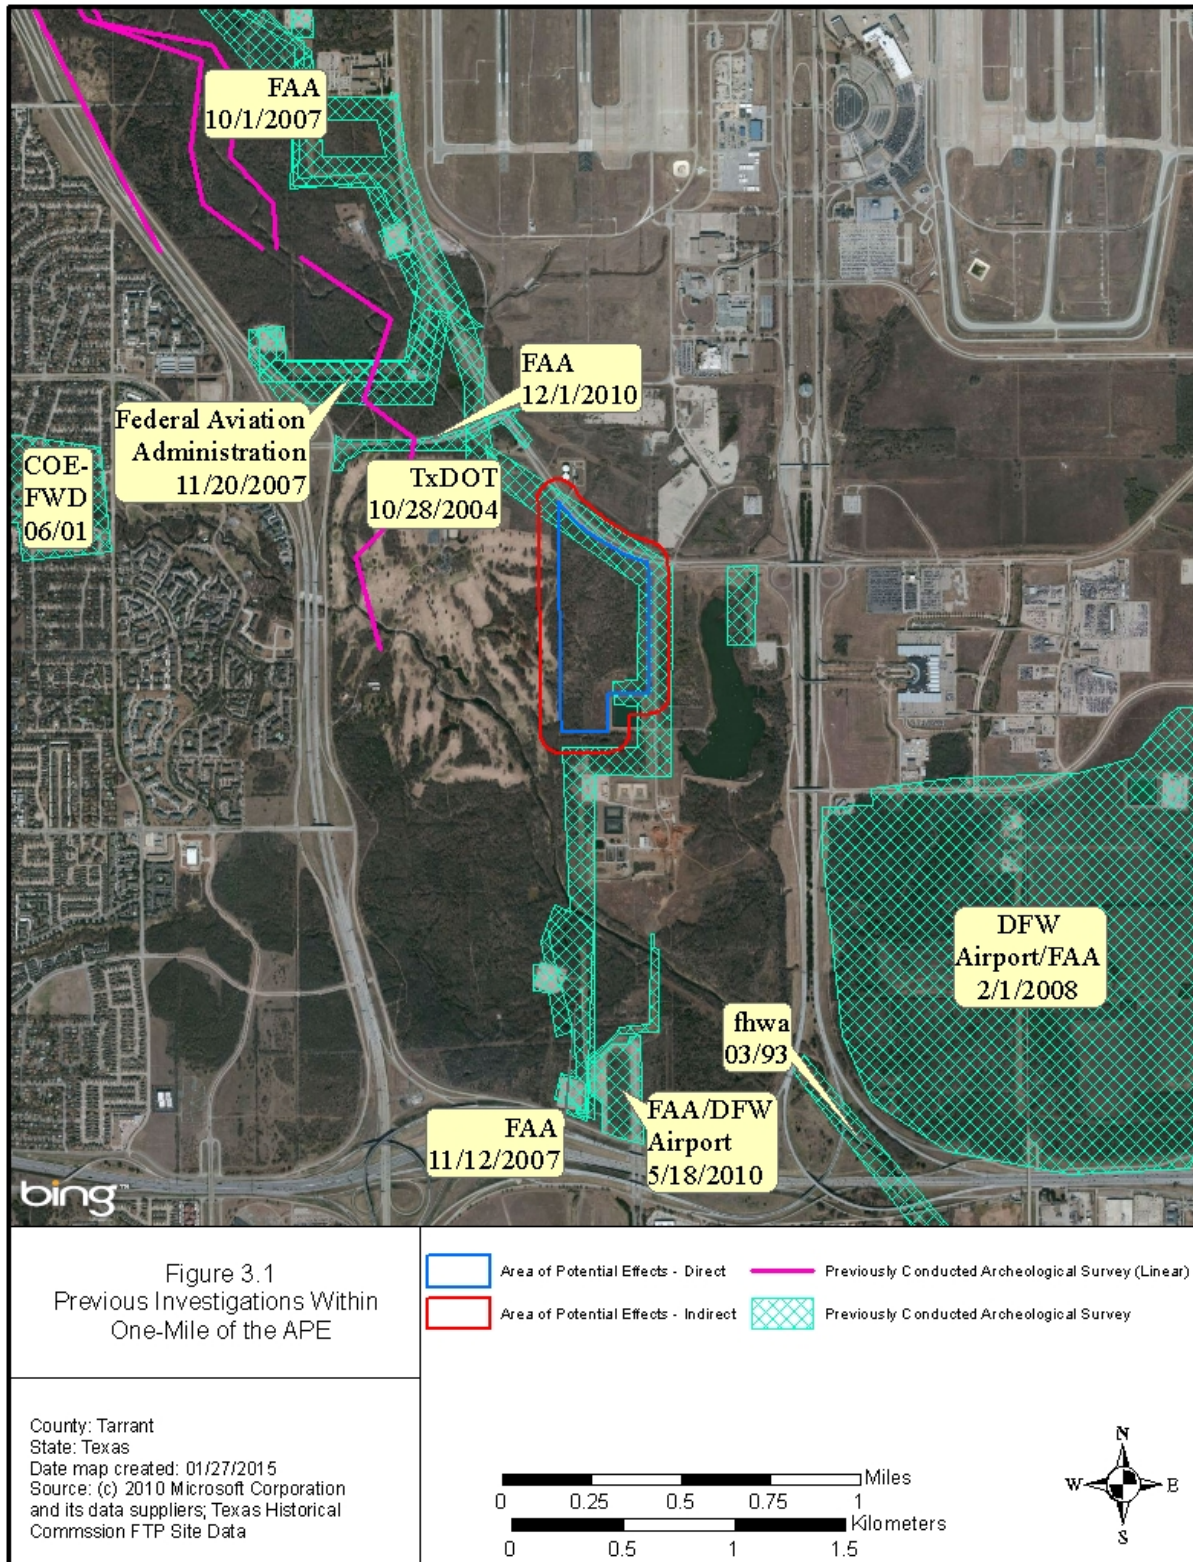 FAA
10/1/2007
FAA
12/1/2010
Federal Aviation
Administration
11/20/2007
COE-
FWD
06/01
TxDOT
10/28/2004
DFW
Airport/FAA
2/1/2008
fhwa
03/93
FAA/DFW
Airport
5/18/2010
FAA
11/12/2007
bing™
Figure 3.1
Previous Investigations Within
One-Mile of the APE
Area of Potential Effects - Direct
Previously Conducted Archeological Survey (Linear)
Area of Potential Effects - Indirect
Previously Conducted Archeological Survey
County: Tarrant
State: Texas
Date map created: 01/27/2015
Source: (c) 2010 Microsoft Corporation
and its data suppliers; Texas Historical
Commssion FTP Site Data
Miles
0 0.25 0.5 0.75 1
Kilometers
0 0.5 1 1.5
N
W E
S